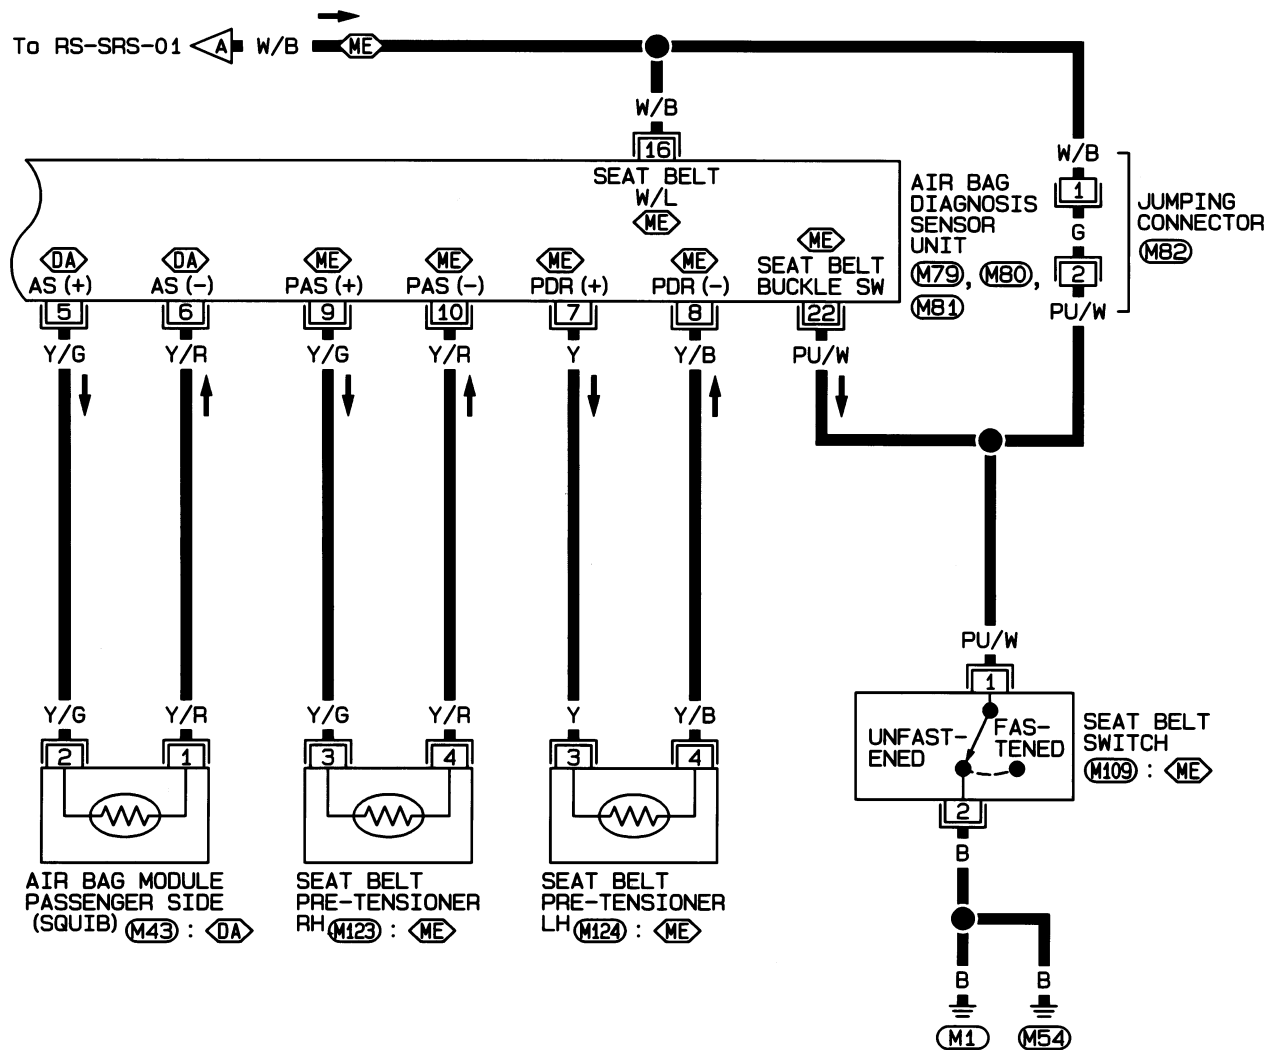 To RS-SRS-01 A W/B ME
W/B
16
SEAT BELT
W/L
ME
W/B
1
G
2
PU/W
JUMPING
CONNECTOR
M82
AIR BAG
DIAGNOSIS
SENSOR
UNIT
M79, M80,
M81
DA DA ME ME ME ME ME
AS (+) AS (-) PAS (+) PAS (-) PDR (+) PDR (-) SEAT BELT
BUCKLE SW
5 6 9 10 7 8 22
Y/G Y/R Y/G Y/R Y Y/B PU/W
PU/W
1
UNFAST-
ENED
FAS-
TENED
SEAT BELT
SWITCH
M109 : ME
2
B
B B
M1 M54
Y/G Y/R Y/G Y/R Y Y/B
2 1 3 4 3 4
AIR BAG MODULE
PASSENGER SIDE
(SQUIB) M43 : DA
SEAT BELT
PRE-TENSIONER
RH M123 : ME
SEAT BELT
PRE-TENSIONER
LH M124 : ME